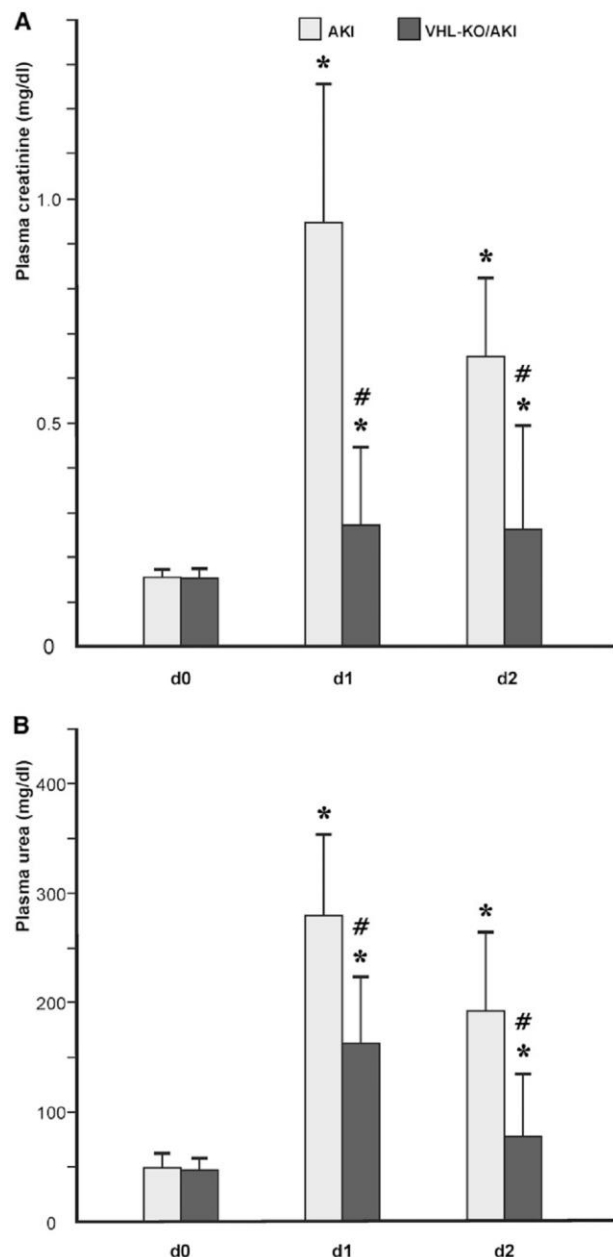 A
AKI
VHL-KO/AKI
Plasma creatinine (mg/dl)
1.0
0.5
0
*
*
#
*
#
*
d0
d1
d2
B
Plasma urea (mg/dl)
400
300
200
100
0
*
#
*
*
#
*
d0
d1
d2